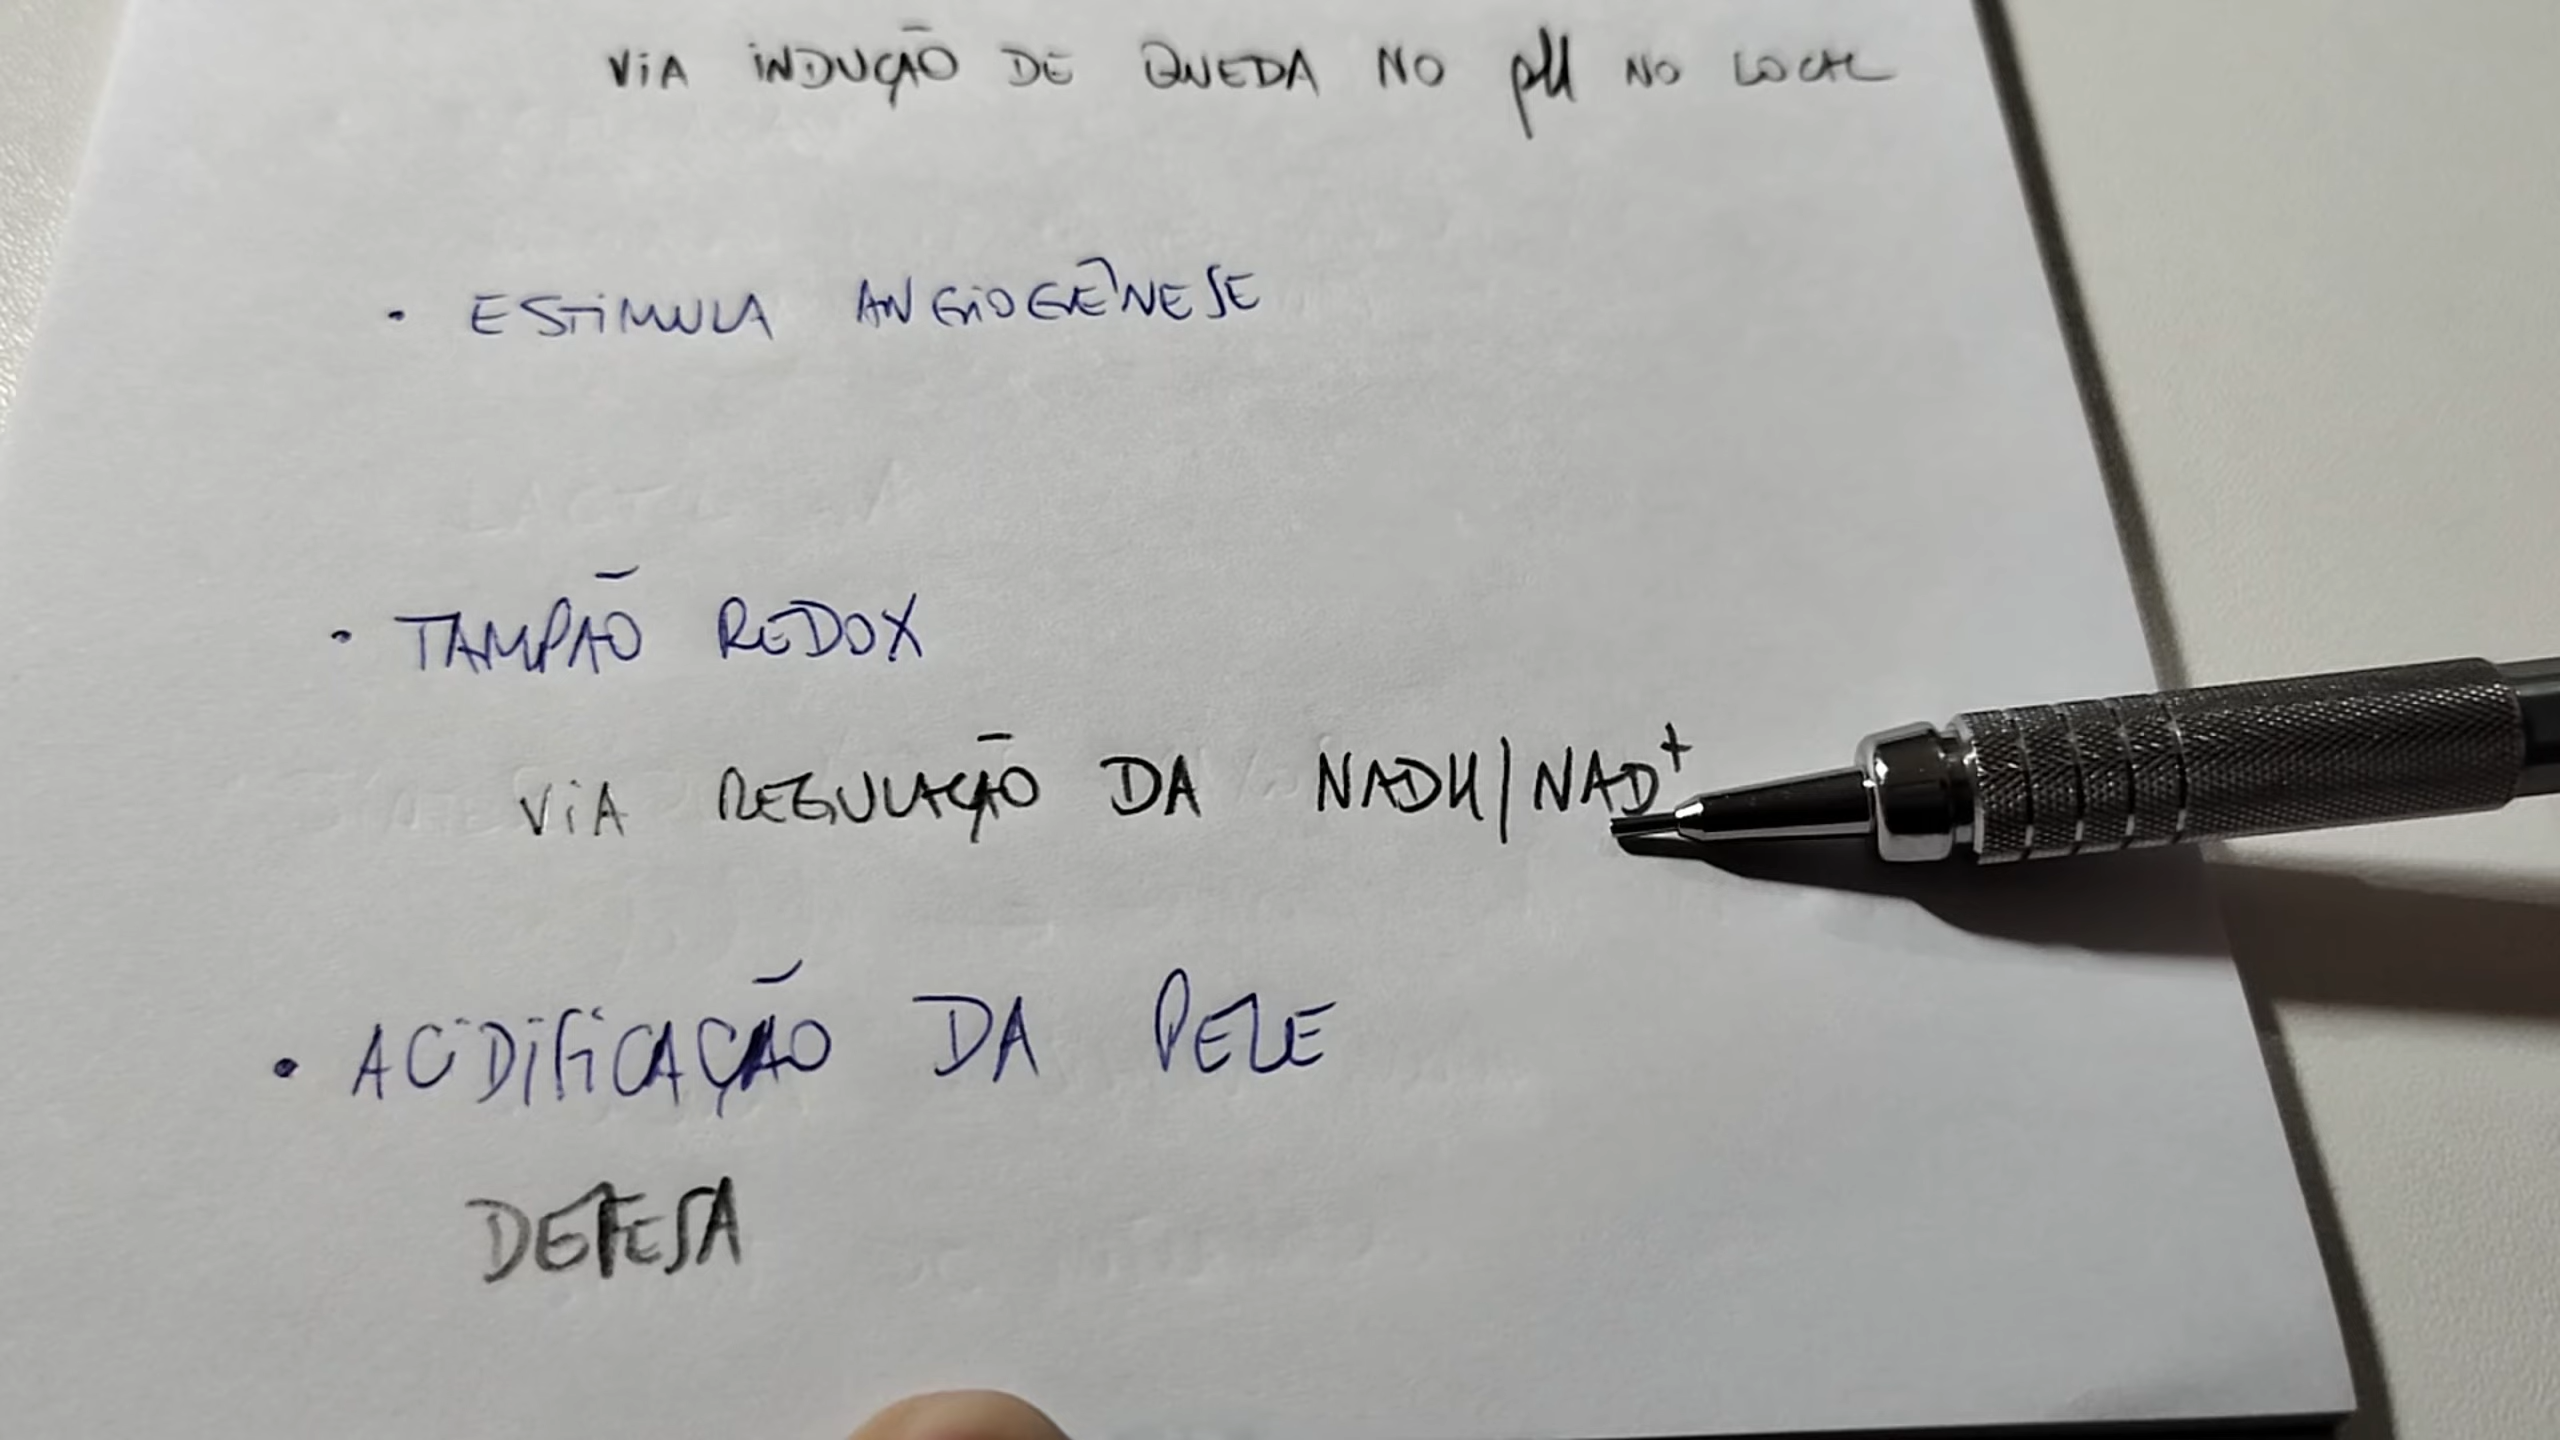 VIA INDUÇÃO DE QUEDA NO pH NO LOCAL
• ESTIMULA ANGIOGÊNESE
• TAMPÃO REDOX
VIA REGULAÇÃO DA NADH/NAD+
• ACIDIFICAÇÃO DA PELE
DEFESA